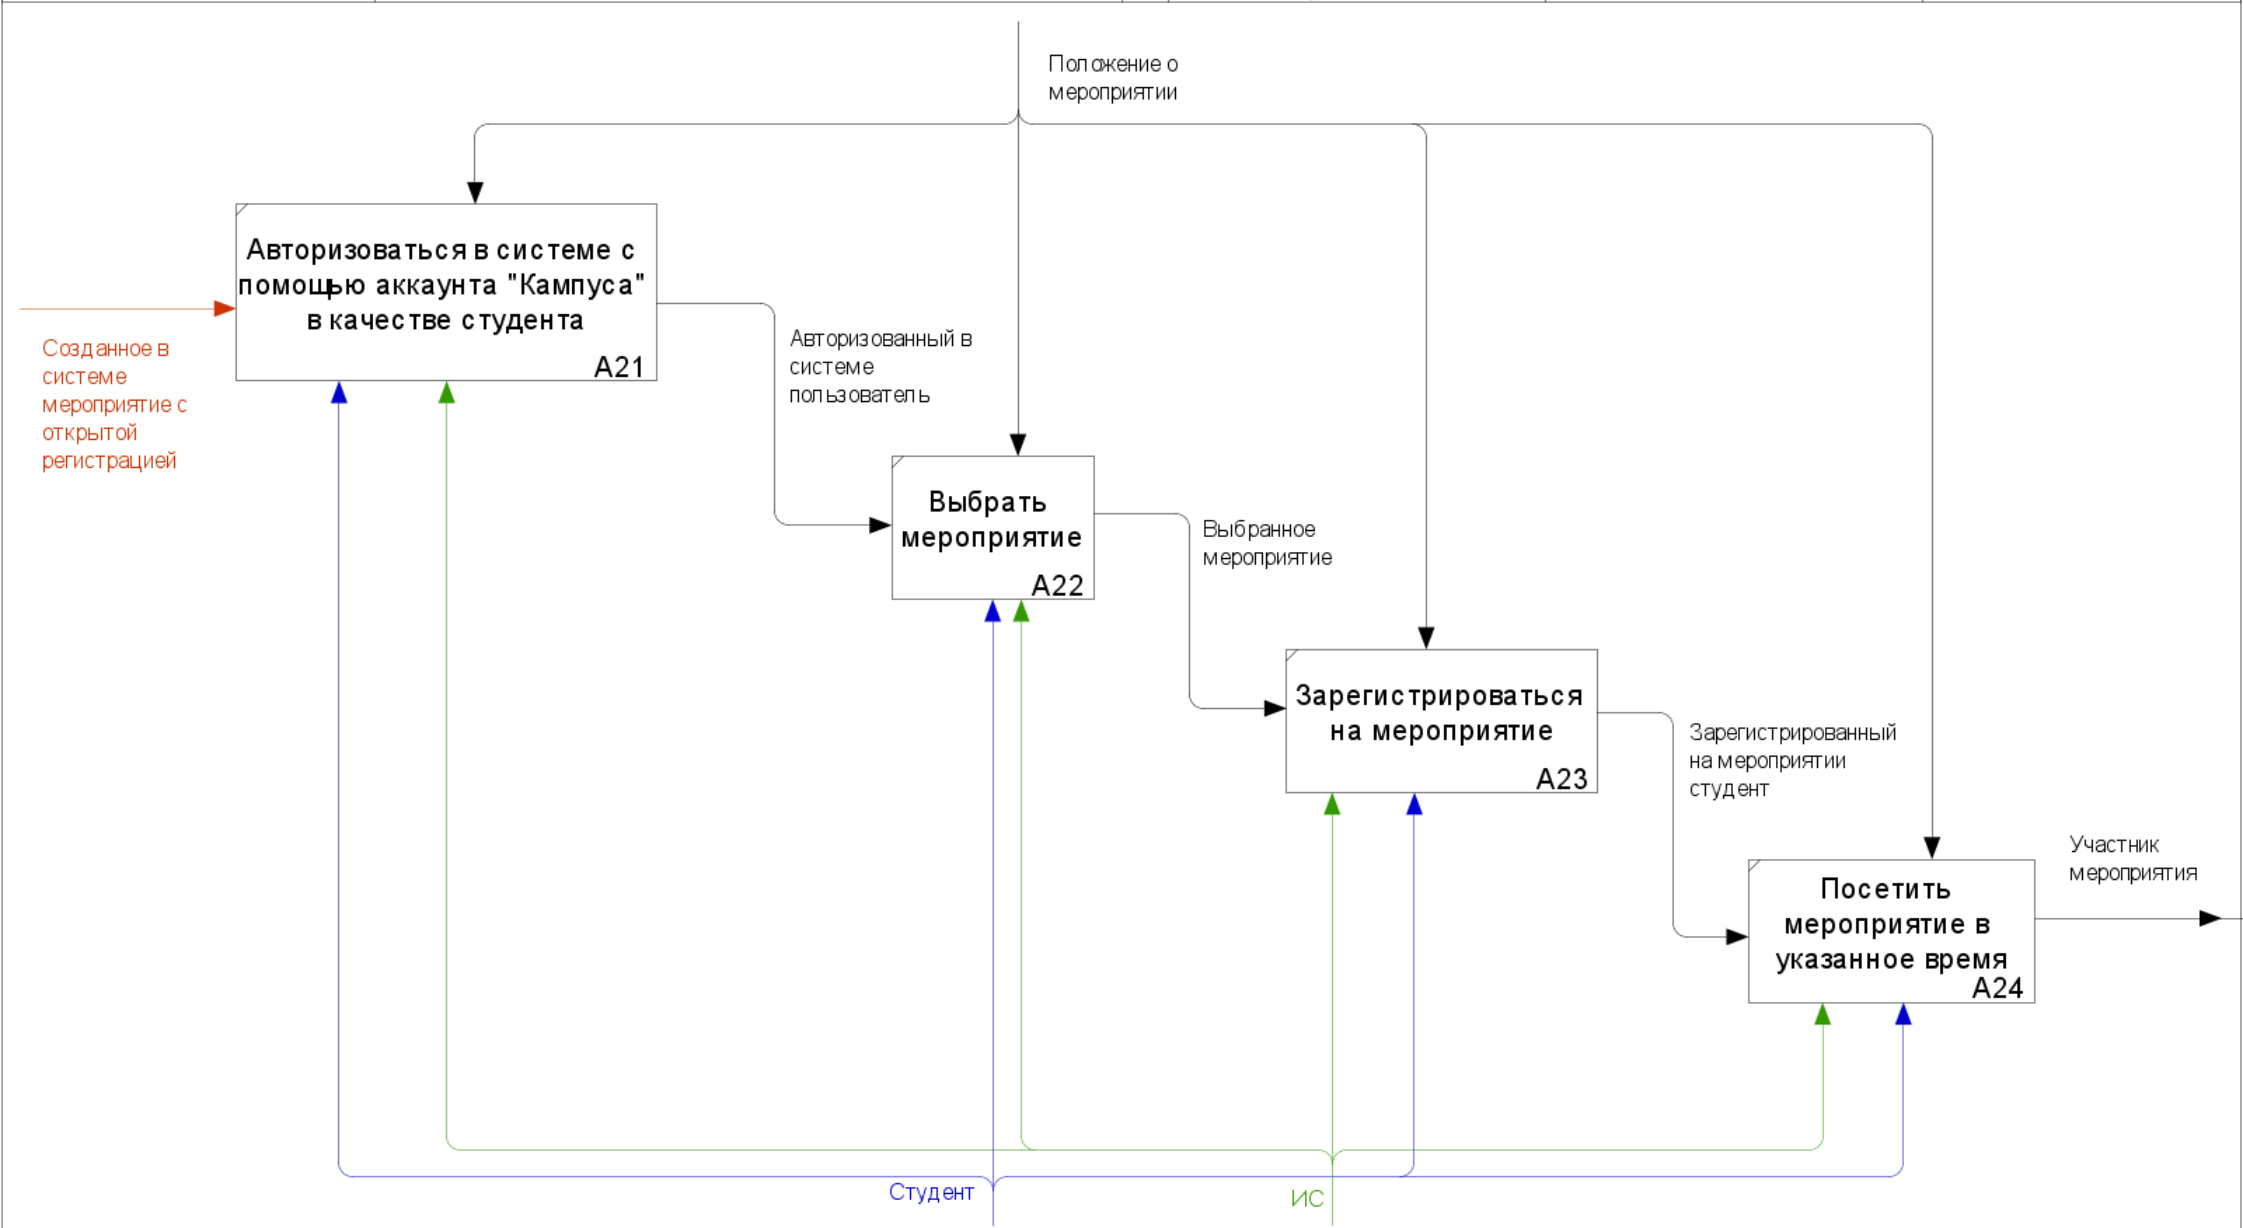 Положение о
мероприятии
Авторизоваться в системе с
помощью аккаунта "Кампуса"
в качестве студента
A21
Созданное в
системе
мероприятие с
открытой
регистрацией
Авторизованный в
системе
пользователь
Выбрать
мероприятие
A22
Выбранное
мероприятие
Зарегистрироваться
на мероприятие
A23
Зарегистрированный
на мероприятии
студент
Участник
мероприятия
Посетить
мероприятие в
указанное время
A24
Студент
ИС